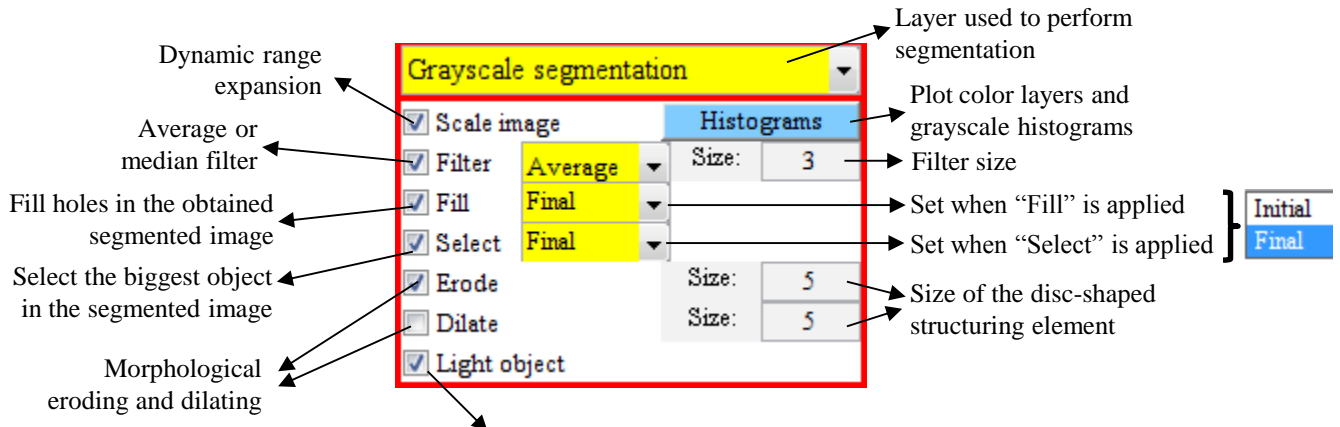 Layer used to perform
segmentation
Dynamic range
expansion
Grayscale segmentation
Plot color layers and
grayscale histograms
Scale image
Histograms
Average or
median filter
Filter
Average
Size:
3
Filter size
Fill holes in the obtained
segmented image
Fill
Final
Set when “Fill” is applied
Initial
Final
Select
Final
Set when “Select” is applied
Select the biggest object
in the segmented image
Erode
Size:
5
Size of the disc-shaped
structuring element
Dilate
Size:
5
Morphological
eroding and dilating
Light object